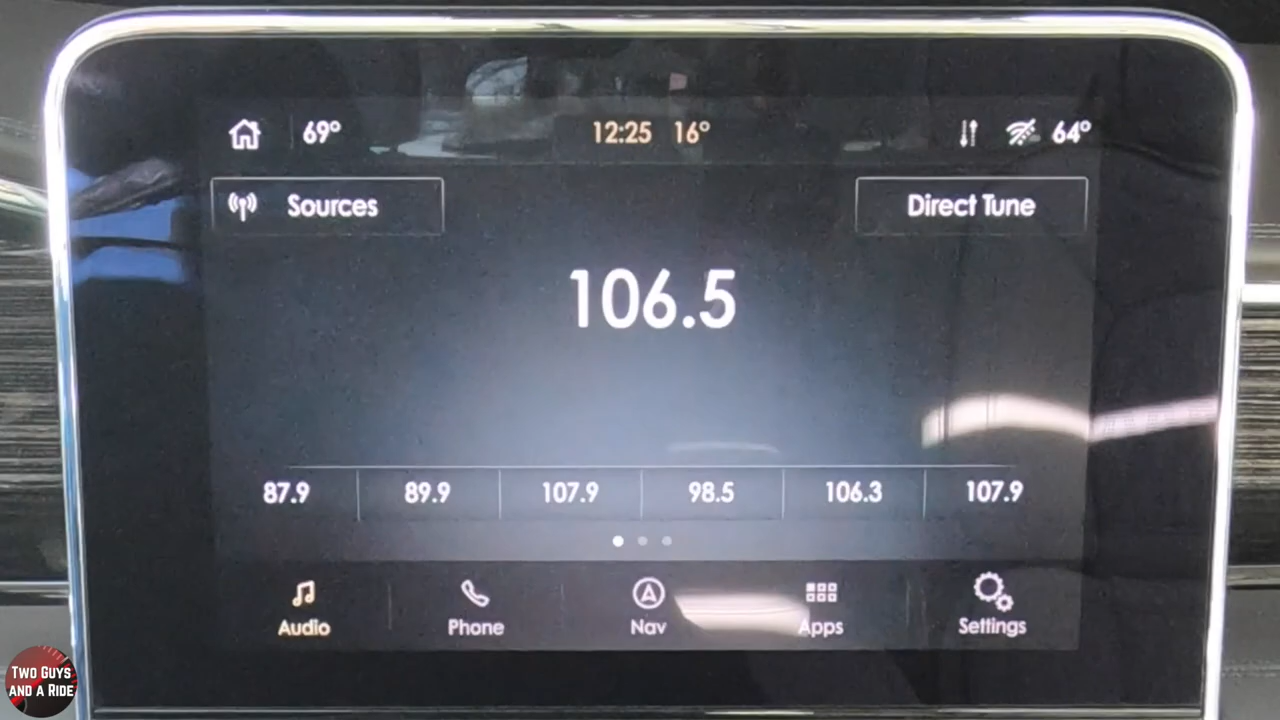 69° 12:25 16° 64°
Sources Direct Tune
106.5
87.9 89.9 107.9 98.5 106.3 107.9
Audio Phone Nav Apps Settings
TWO GUYS
AND A RIDE